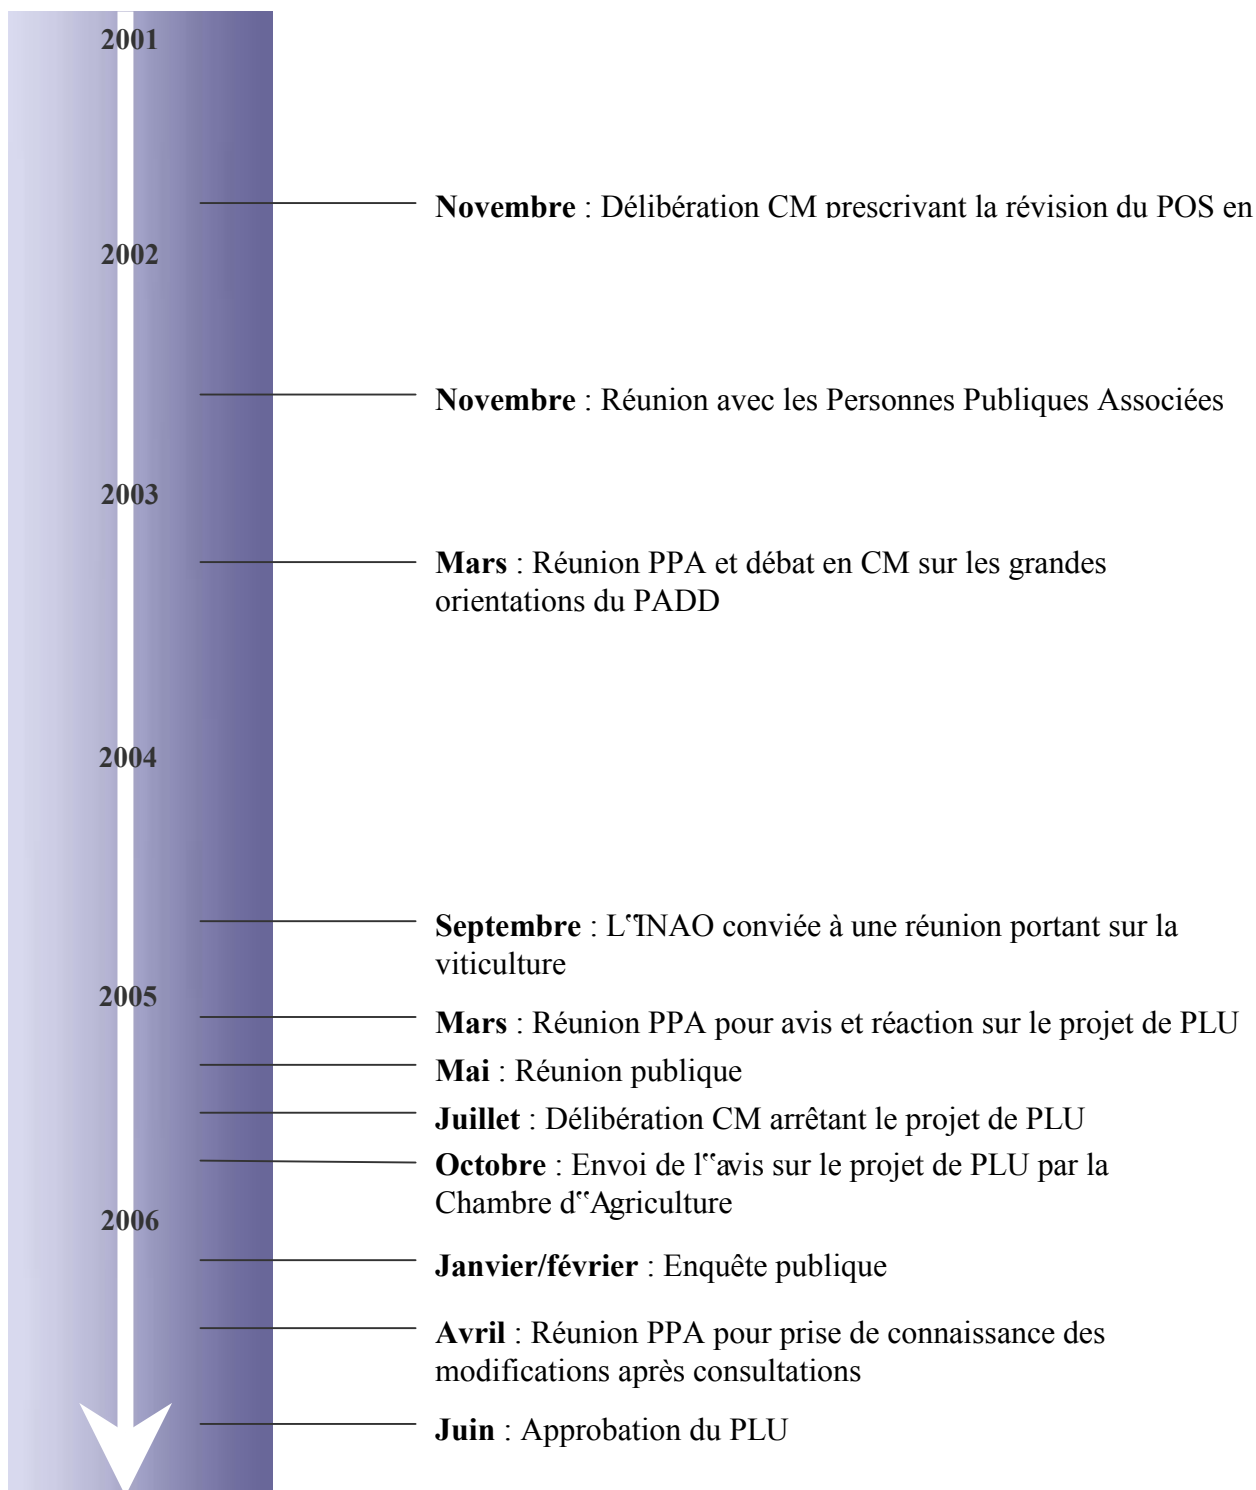 2001
Novembre : Délibération CM prescrivant la révision du POS en
2002
Novembre : Réunion avec les Personnes Publiques Associées
2003
Mars : Réunion PPA et débat en CM sur les grandes
orientations du PADD
2004
Septembre : L‟INAO conviée à une réunion portant sur la
viticulture
2005
Mars : Réunion PPA pour avis et réaction sur le projet de PLU
Mai : Réunion publique
Juillet : Délibération CM arrêtant le projet de PLU
Octobre : Envoi de l‟avis sur le projet de PLU par la
Chambre d‟Agriculture
2006
Janvier/février : Enquête publique
Avril : Réunion PPA pour prise de connaissance des
modifications après consultations
Juin : Approbation du PLU